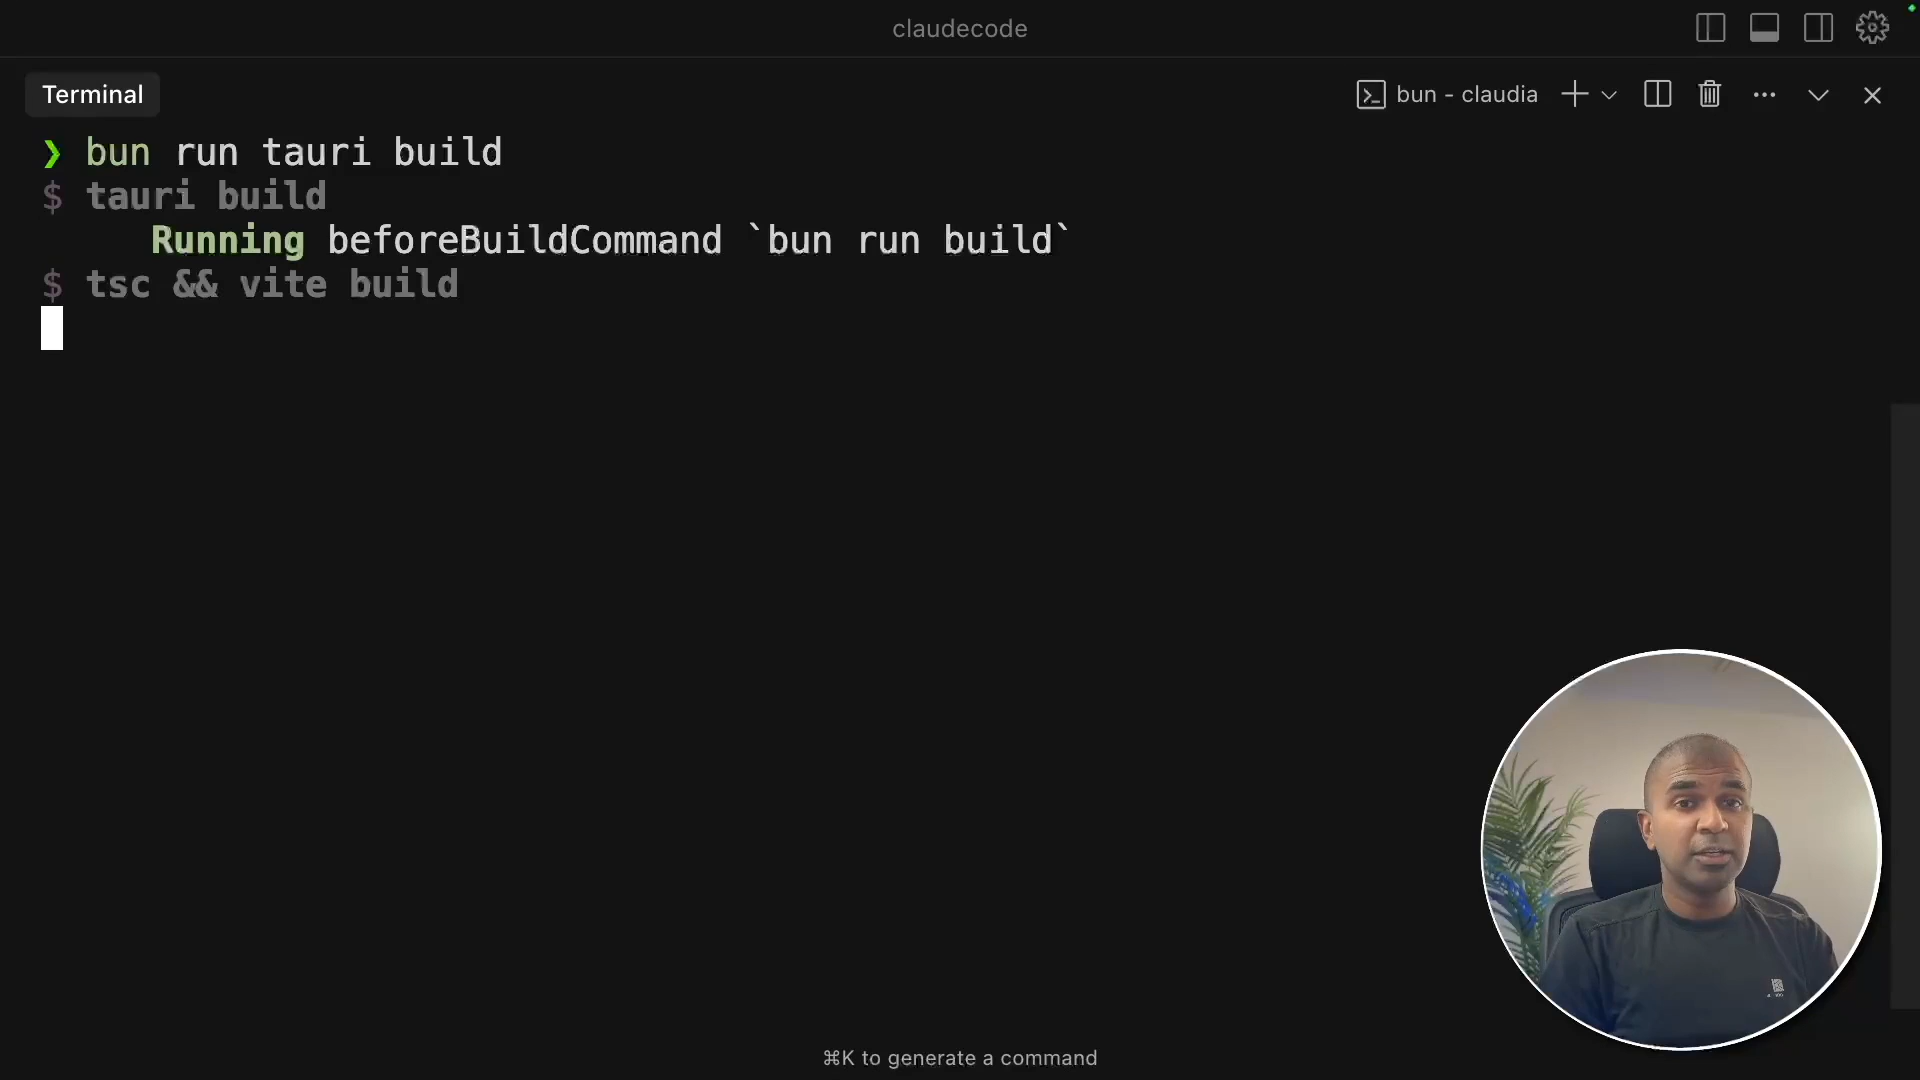 claudecode
Terminal
bun - claudia
❯ bun run tauri build
$ tauri build
Running beforeBuildCommand `bun run build`
$ tsc && vite build
⌘K to generate a command